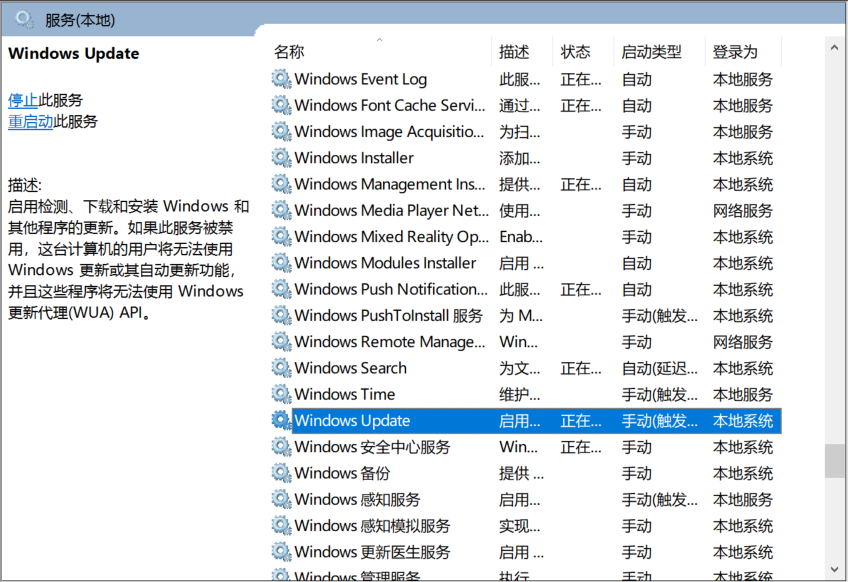 服务(本地)
Windows Update
停止此服务
重启动此服务
描述:
启用检测、下载和安装 Windows 和
其他程序的更新。如果此服务被禁
用，这台计算机的用户将无法使用
Windows 更新或其自动更新功能，
并且这些程序将无法使用 Windows
更新代理(WUA) API。
名称 描述 状态 启动类型 登录为
Windows Event Log 此服... 正在... 自动 本地服务
Windows Font Cache Servi... 通过... 正在... 自动 本地服务
Windows Image Acquisitio... 为扫... 手动 本地服务
Windows Installer 添加... 手动 本地系统
Windows Management Ins... 提供... 正在... 自动 本地系统
Windows Media Player Net... 使用... 手动 网络服务
Windows Mixed Reality Op... Enab... 手动 本地系统
Windows Modules Installer 启用 ... 自动 本地系统
Windows Push Notification... 此服... 正在... 自动 本地系统
Windows PushToInstall 服务 为 M... 手动(触发... 本地系统
Windows Remote Manage... Win... 手动 网络服务
Windows Search 为文... 正在... 自动(延迟... 本地系统
Windows Time 维护... 手动(触发... 本地服务
Windows Update 启用... 正在... 手动(触发... 本地系统
Windows 安全中心服务 Win... 正在... 手动 本地系统
Windows 备份 提供 ... 手动 本地系统
Windows 感知服务 启用... 手动(触发... 本地服务
Windows 感知模拟服务 实现... 手动 本地系统
Windows 更新医生服务 启用 ... 手动 本地系统
Windows 管理服务 执行... 手动 本地系统